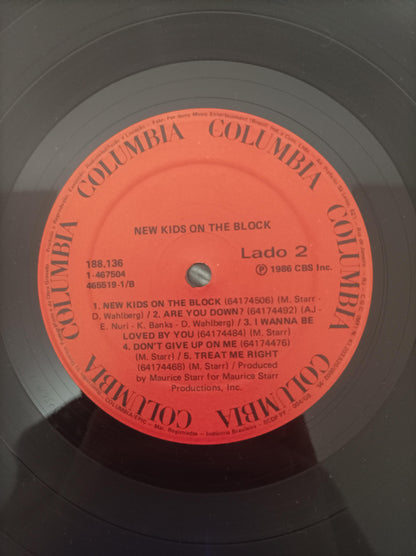 COLUMBIA COLUMBIA COLUMBIA COLUMBIA COLUMBIA COLUMBIA
NEW KIDS ON THE BLOCK
188.136
1-467504
465519-1/B
Lado 2
℗ 1986 CBS Inc.
1. NEW KIDS ON THE BLOCK (64174506) (M. Starr -
D. Wahlberg) / 2. ARE YOU DOWN? (64174492) (AJ -
E. Nuri - K. Banks - D. Wahlberg) / 3. I WANNA BE
LOVED BY YOU (64174484) (M. Starr)
4. DON'T GIVE UP ON ME (64174476)
(M. Starr) / 5. TREAT ME RIGHT
(64174468) (M. Starr) / Produced
by Maurice Starr for Maurice Starr
Productions, Inc.
Indústria Brasileira